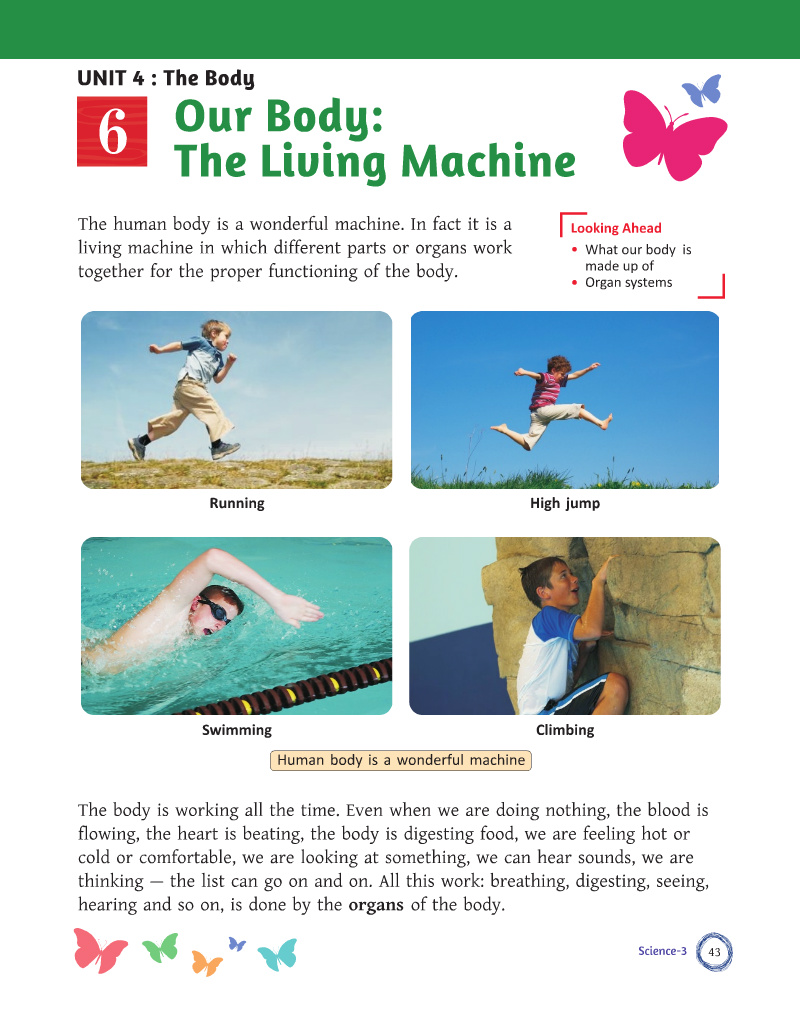 UNIT 4 : The Body
6
Our Body:
The Living Machine
The human body is a wonderful machine. In fact it is a
living machine in which different parts or organs work
together for the proper functioning of the body.
Looking Ahead
• What our body is
made up of
• Organ systems
Running
High jump
Swimming
Climbing
Human body is a wonderful machine
The body is working all the time. Even when we are doing nothing, the blood is
flowing, the heart is beating, the body is digesting food, we are feeling hot or
cold or comfortable, we are looking at something, we can hear sounds, we are
thinking — the list can go on and on. All this work: breathing, digesting, seeing,
hearing and so on, is done by the organs of the body.
Science-3
43